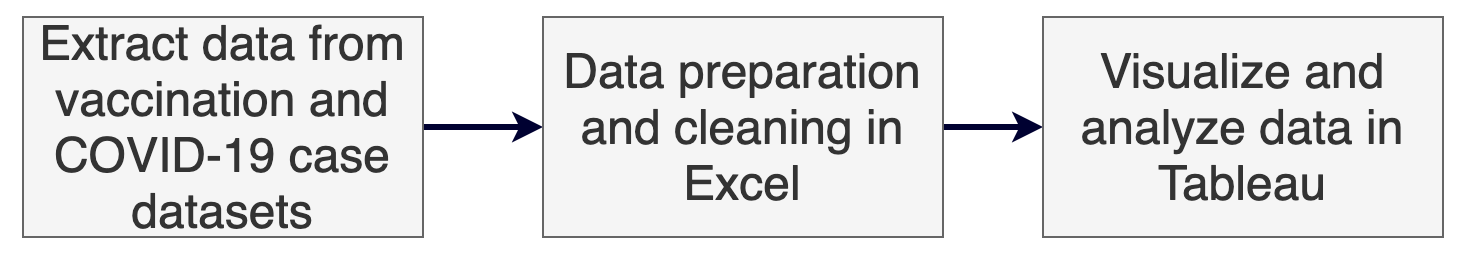 Extract data from
vaccination and
COVID-19 case
datasets
Data preparation
and cleaning in
Excel
Visualize and
analyze data in
Tableau